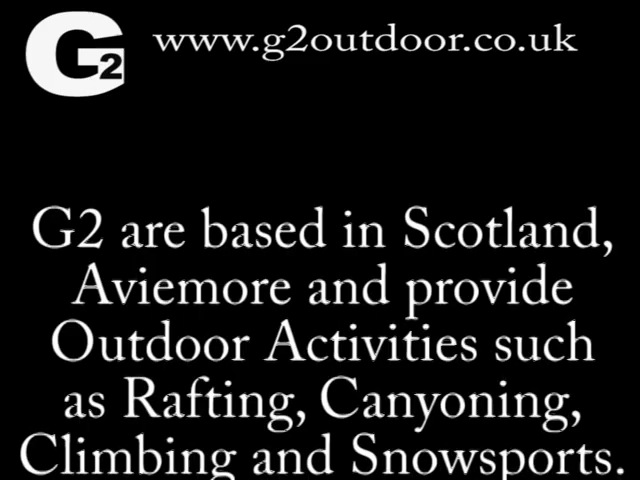 G2 www.g2outdoor.co.uk
G2 are based in Scotland,
Aviemore and provide
Outdoor Activities such
as Rafting, Canyoning,
Climbing and Snowsports.